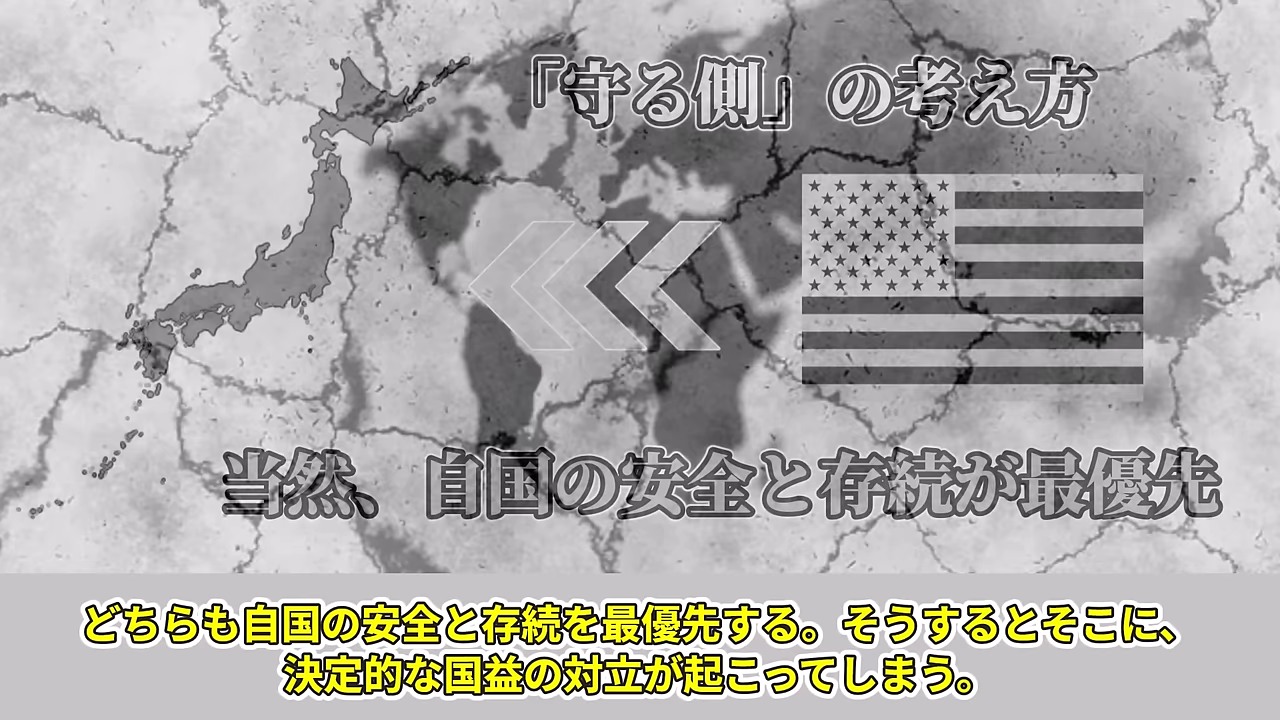 「守る側」の考え方
当然、自国の安全と存続が最優先
どちらも自国の安全と存続を最優先する。そうするとそこに、
決定的な国益の対立が起こってしまう。